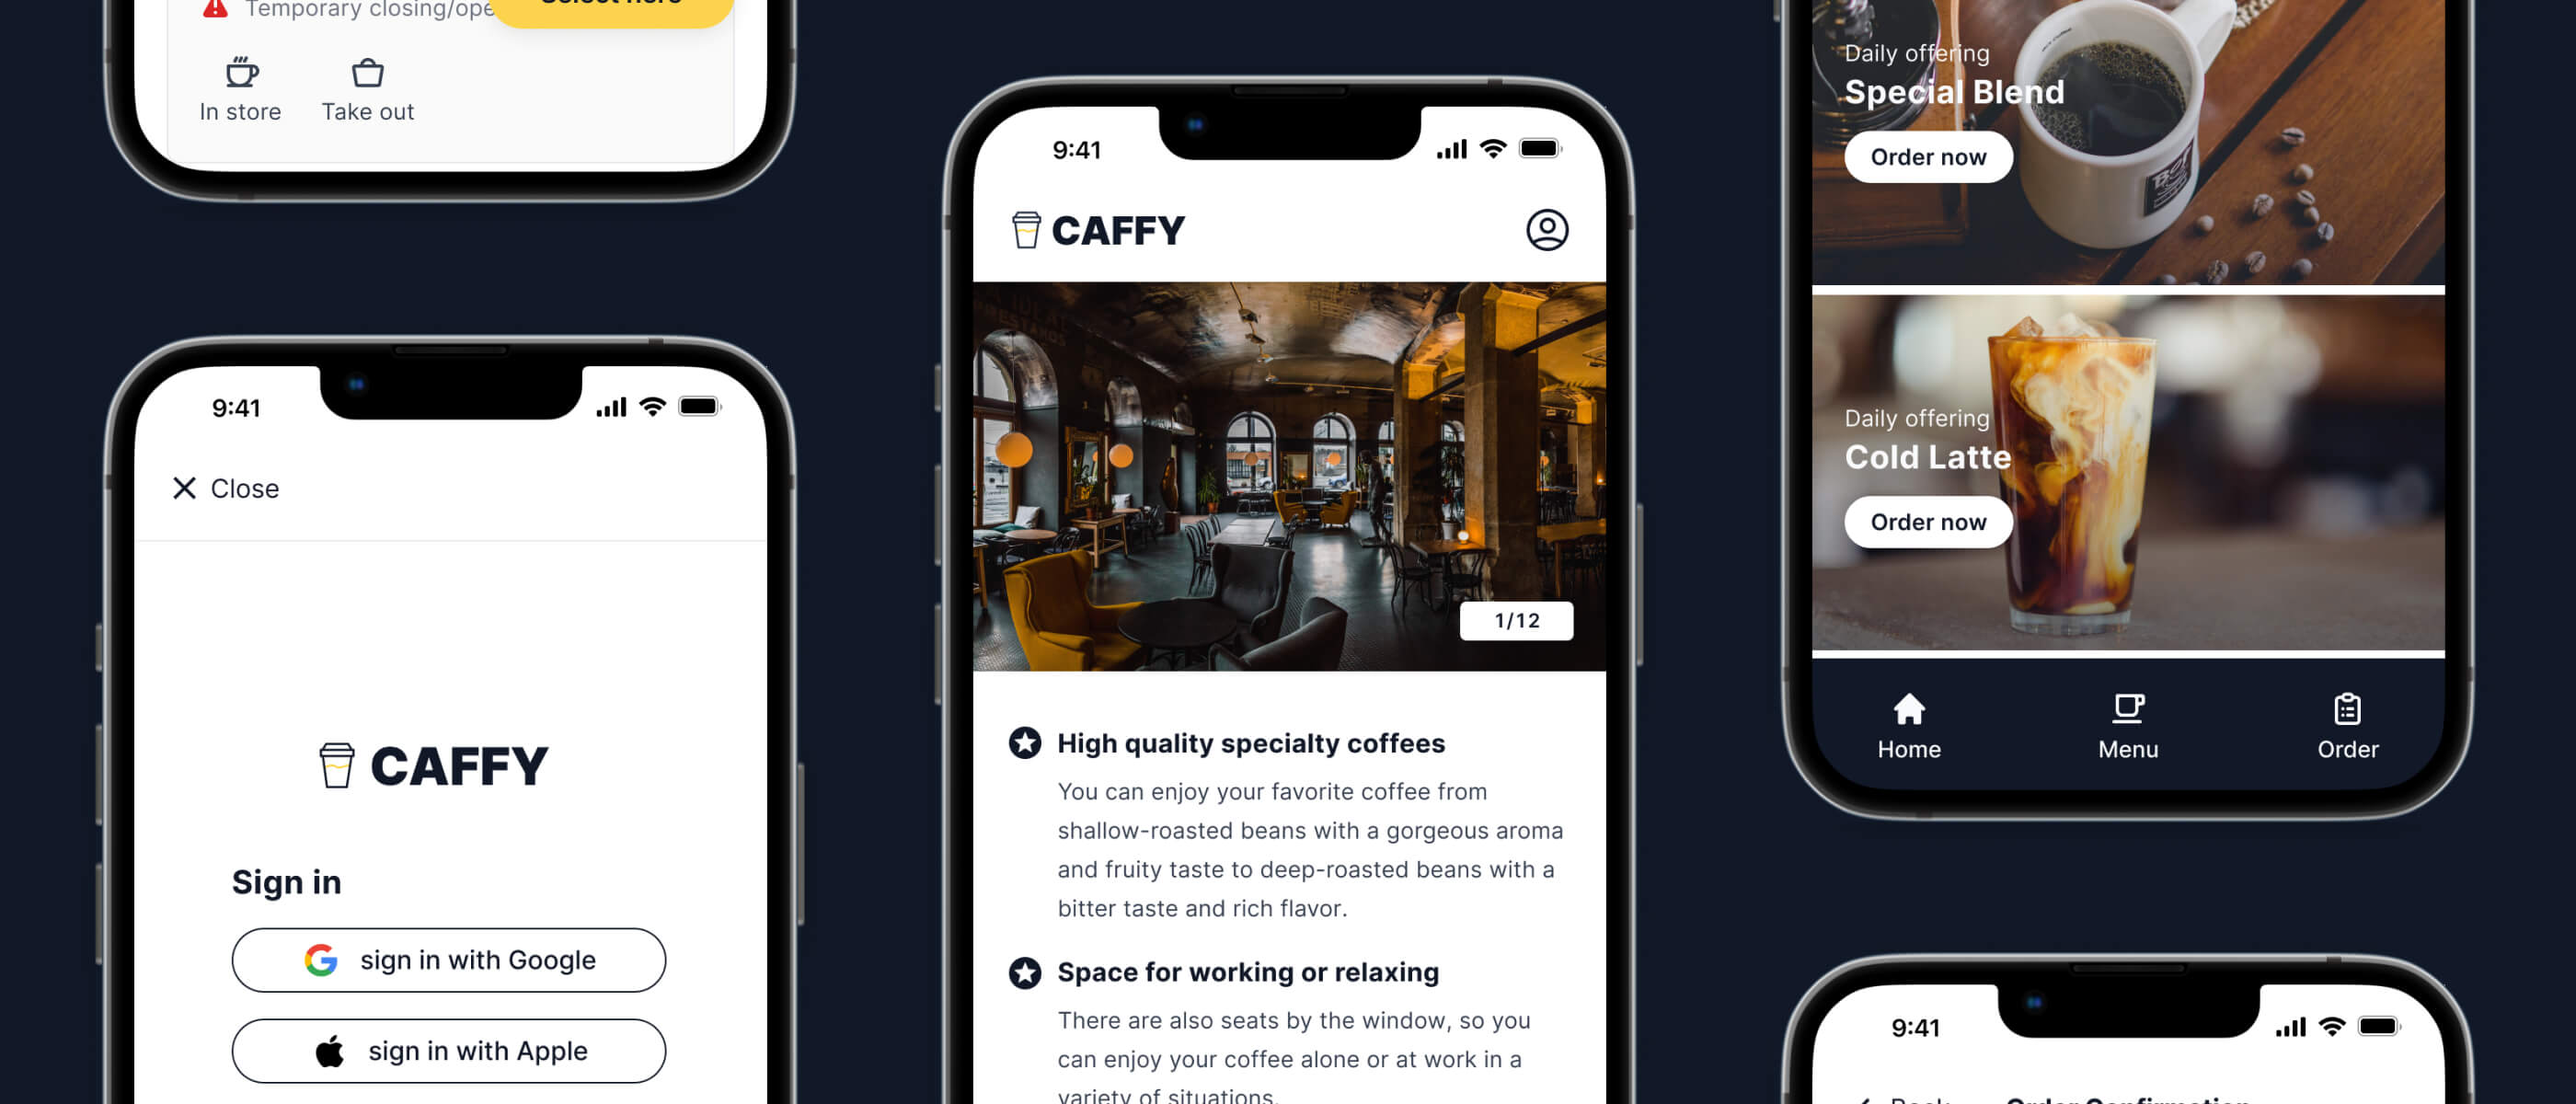 Temporary closing/ope
Select here
In store
Take out
9:41
Close
CAFFY
Sign in
sign in with Google
sign in with Apple
9:41
CAFFY
1/12
High quality specialty coffees
You can enjoy your favorite coffee from
shallow-roasted beans with a gorgeous aroma
and fruity taste to deep-roasted beans with a
bitter taste and rich flavor.
Space for working or relaxing
There are also seats by the window, so you
can enjoy your coffee alone or at work in a
variety of situations.
Daily offering
Special Blend
Order now
Daily offering
Cold Latte
Order now
Home
Menu
Order
9:41
Back
Order Confirmation